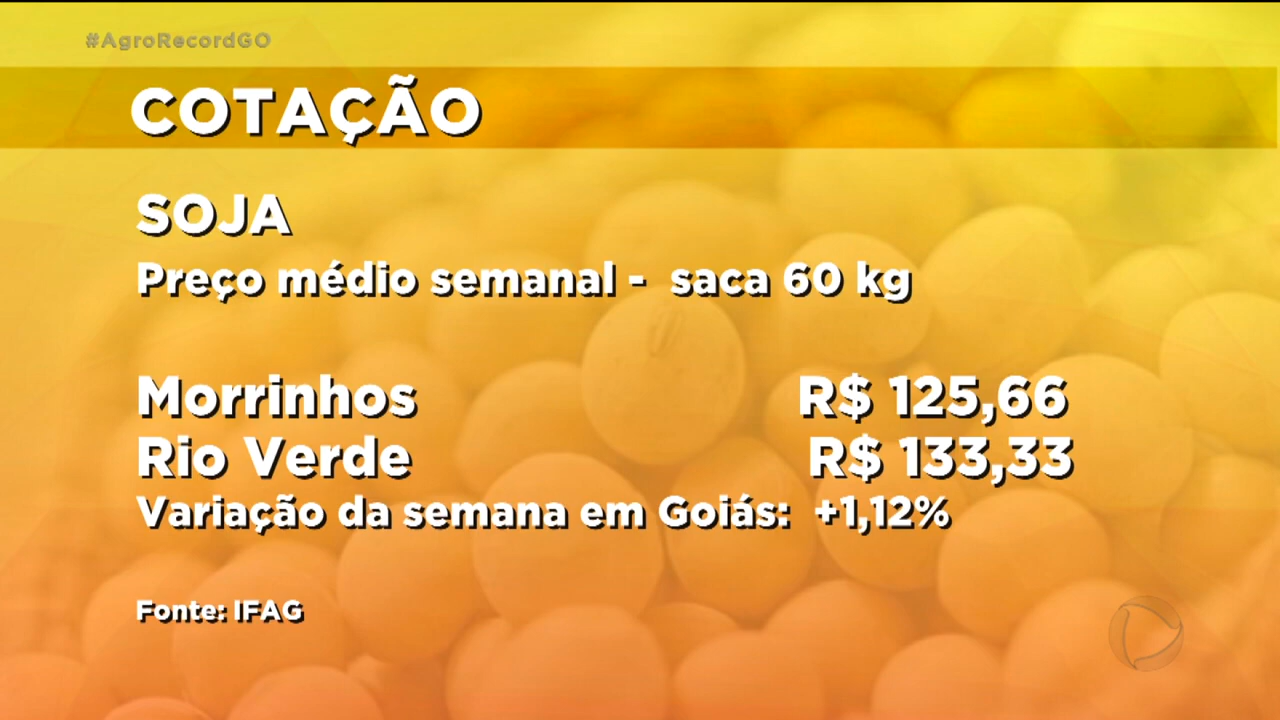 #AgroRecordGO
COTAÇÃO
SOJA
Preço médio semanal - saca 60 kg
Morrinhos R$ 125,66
Rio Verde R$ 133,33
Variação da semana em Goiás: +1,12%
Fonte: IFAG